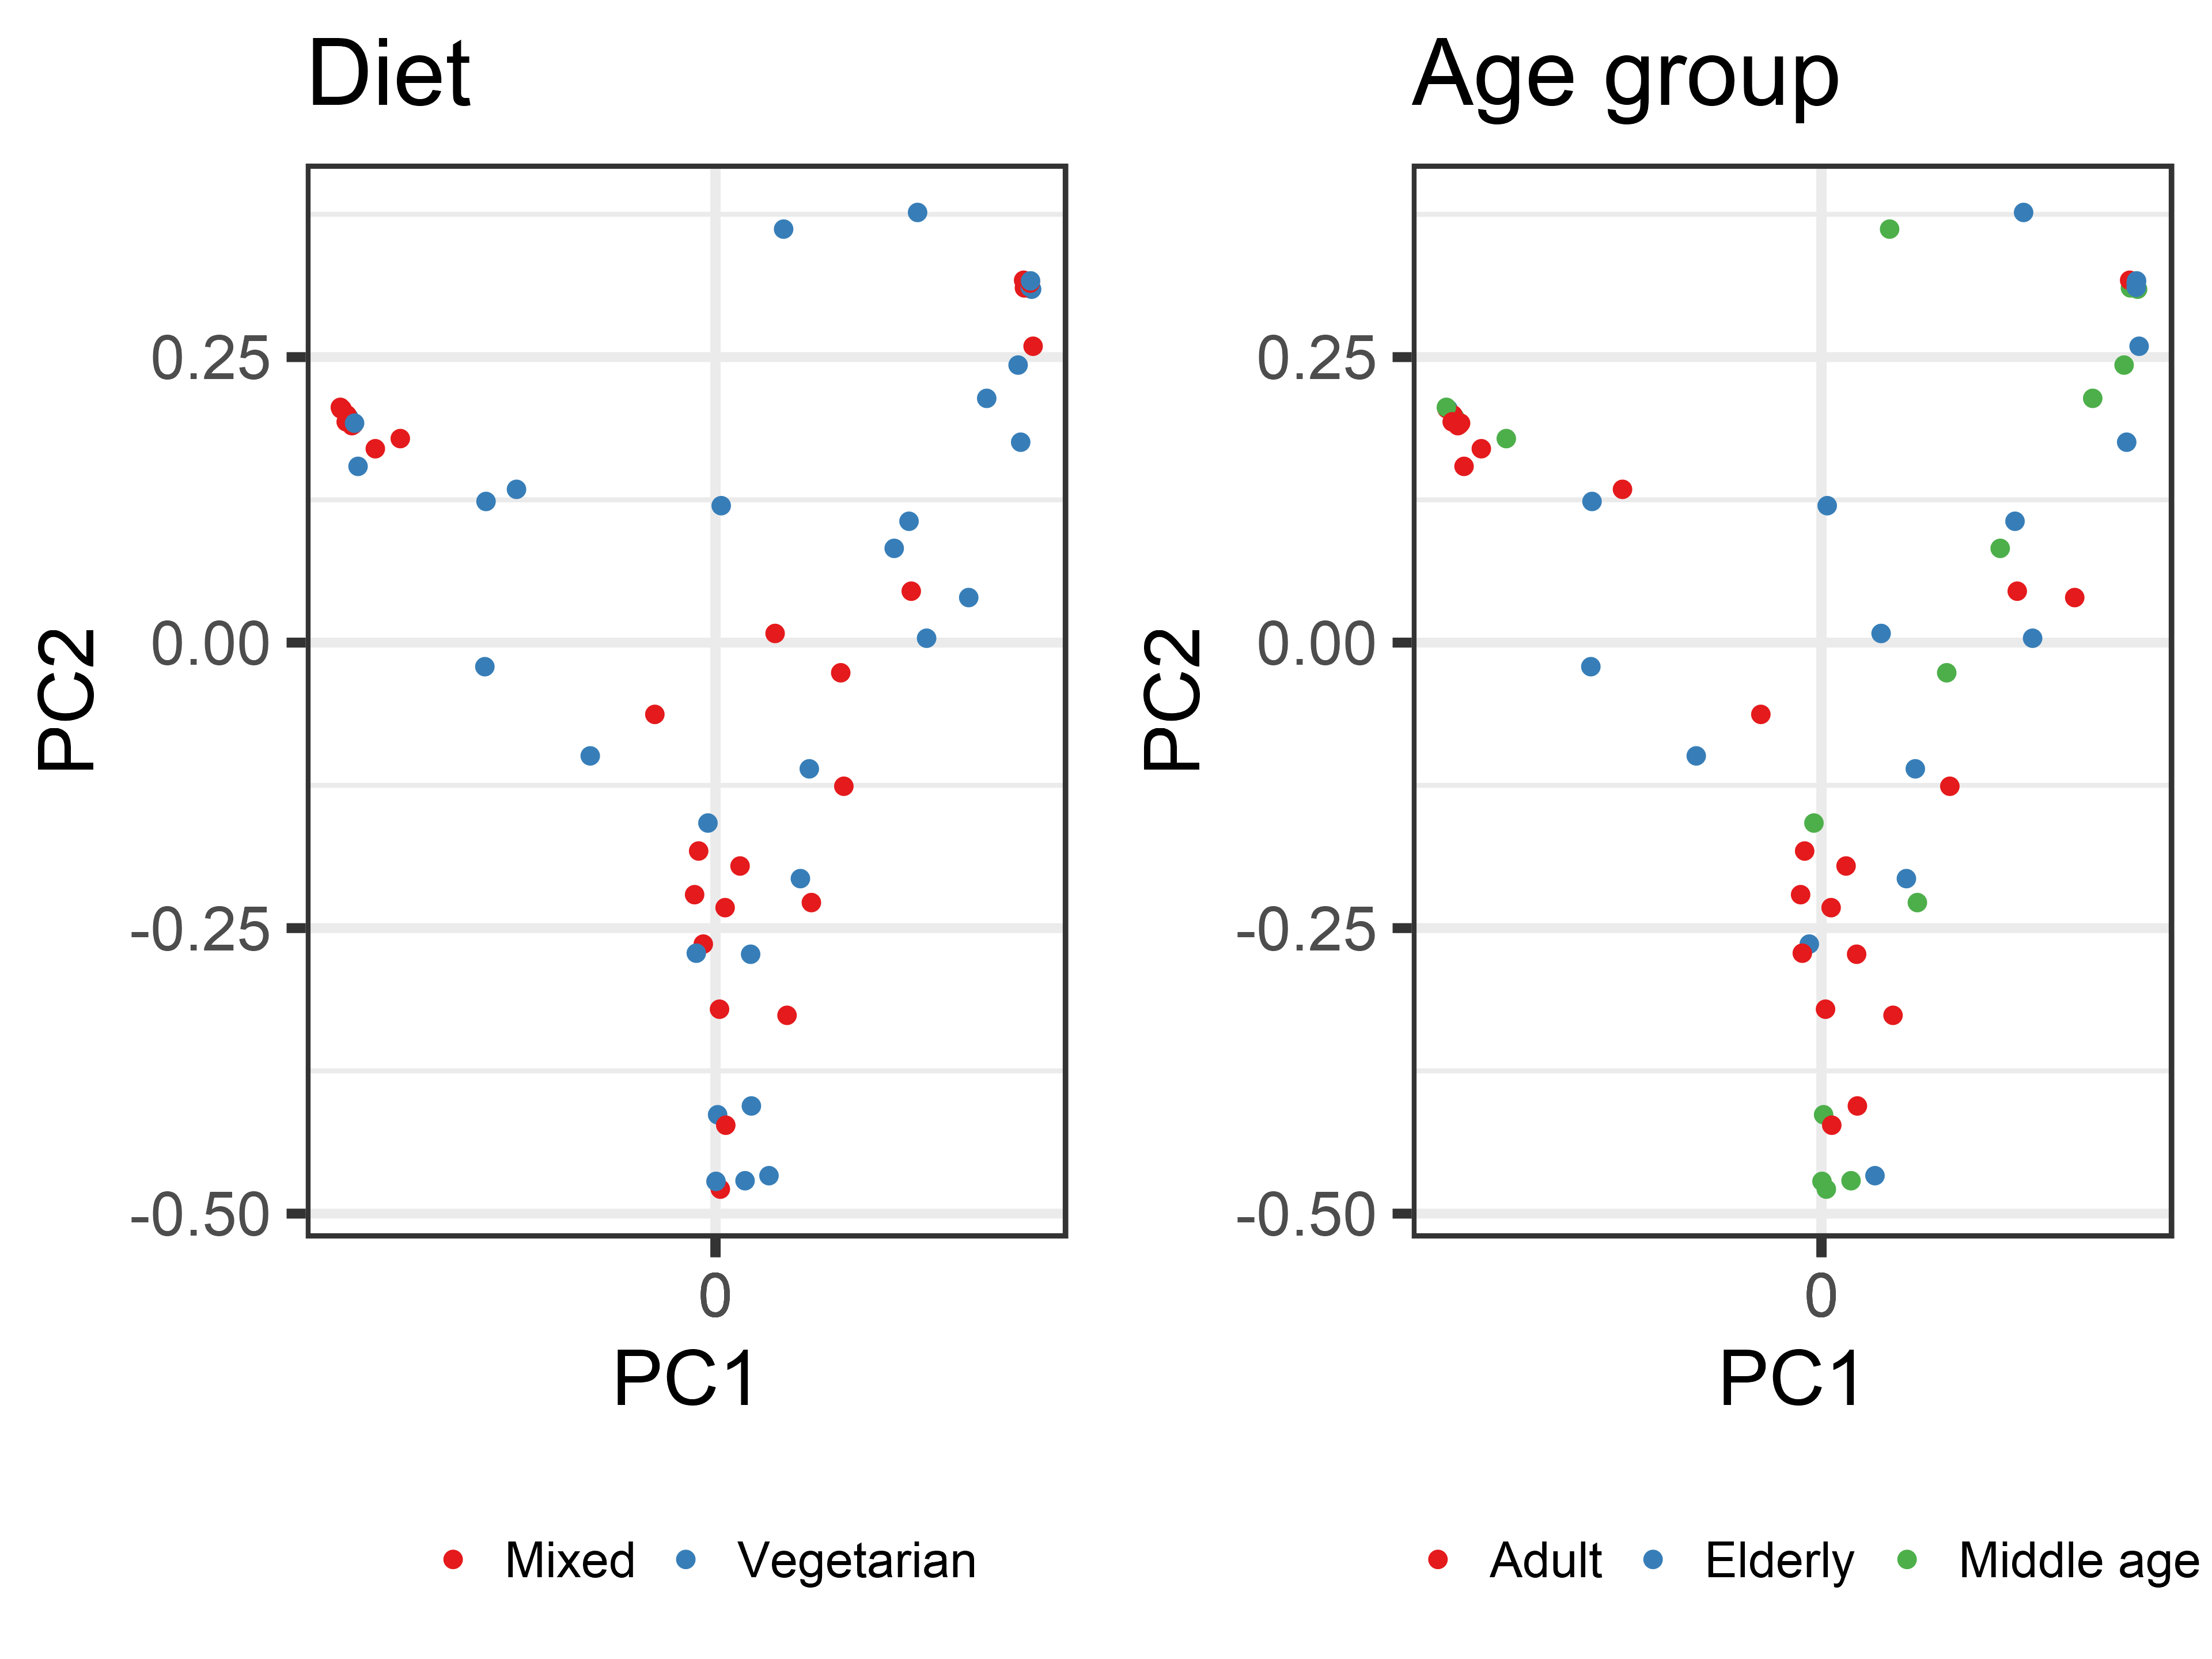 Diet
PC2
0.25
0.00
-0.25
-0.50
0
PC1
Mixed Vegetarian
Age group
PC2
0.25
0.00
-0.25
-0.50
0
PC1
Adult Elderly Middle age